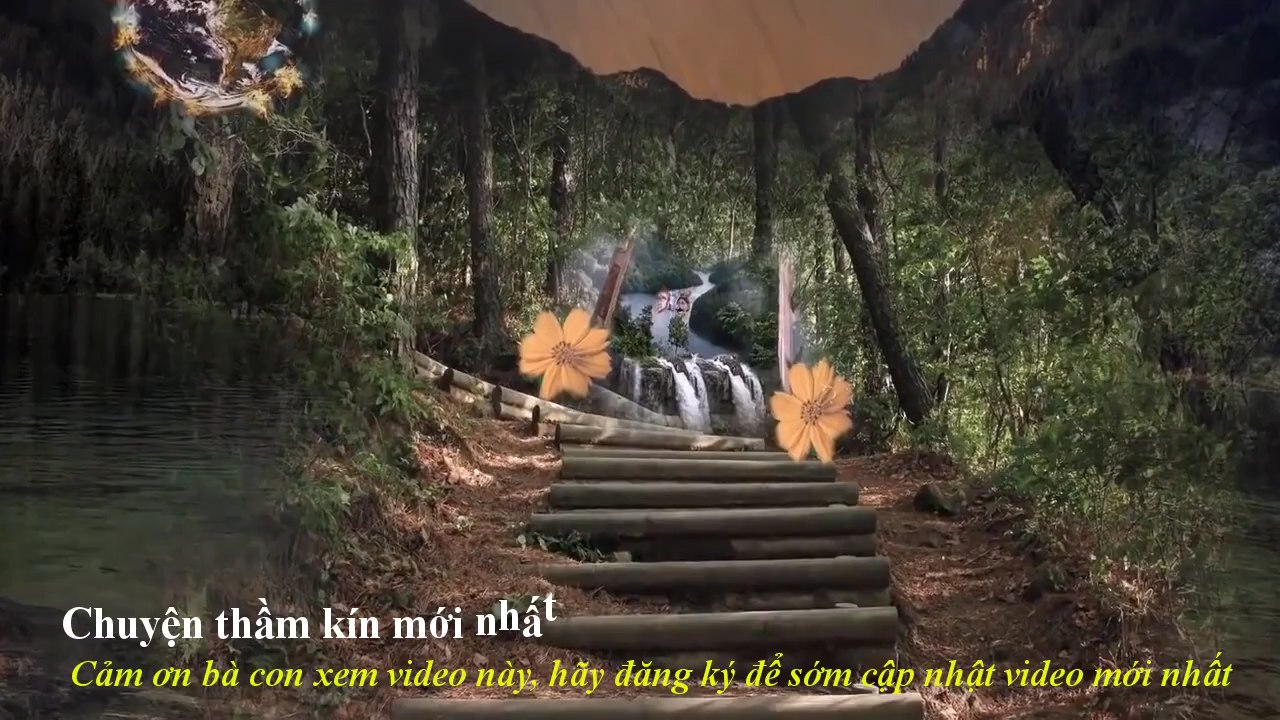 Chuyện thầm kín mới nhất
Cảm ơn bà con xem video này, hãy đăng ký để sớm cập nhật video mới nhất